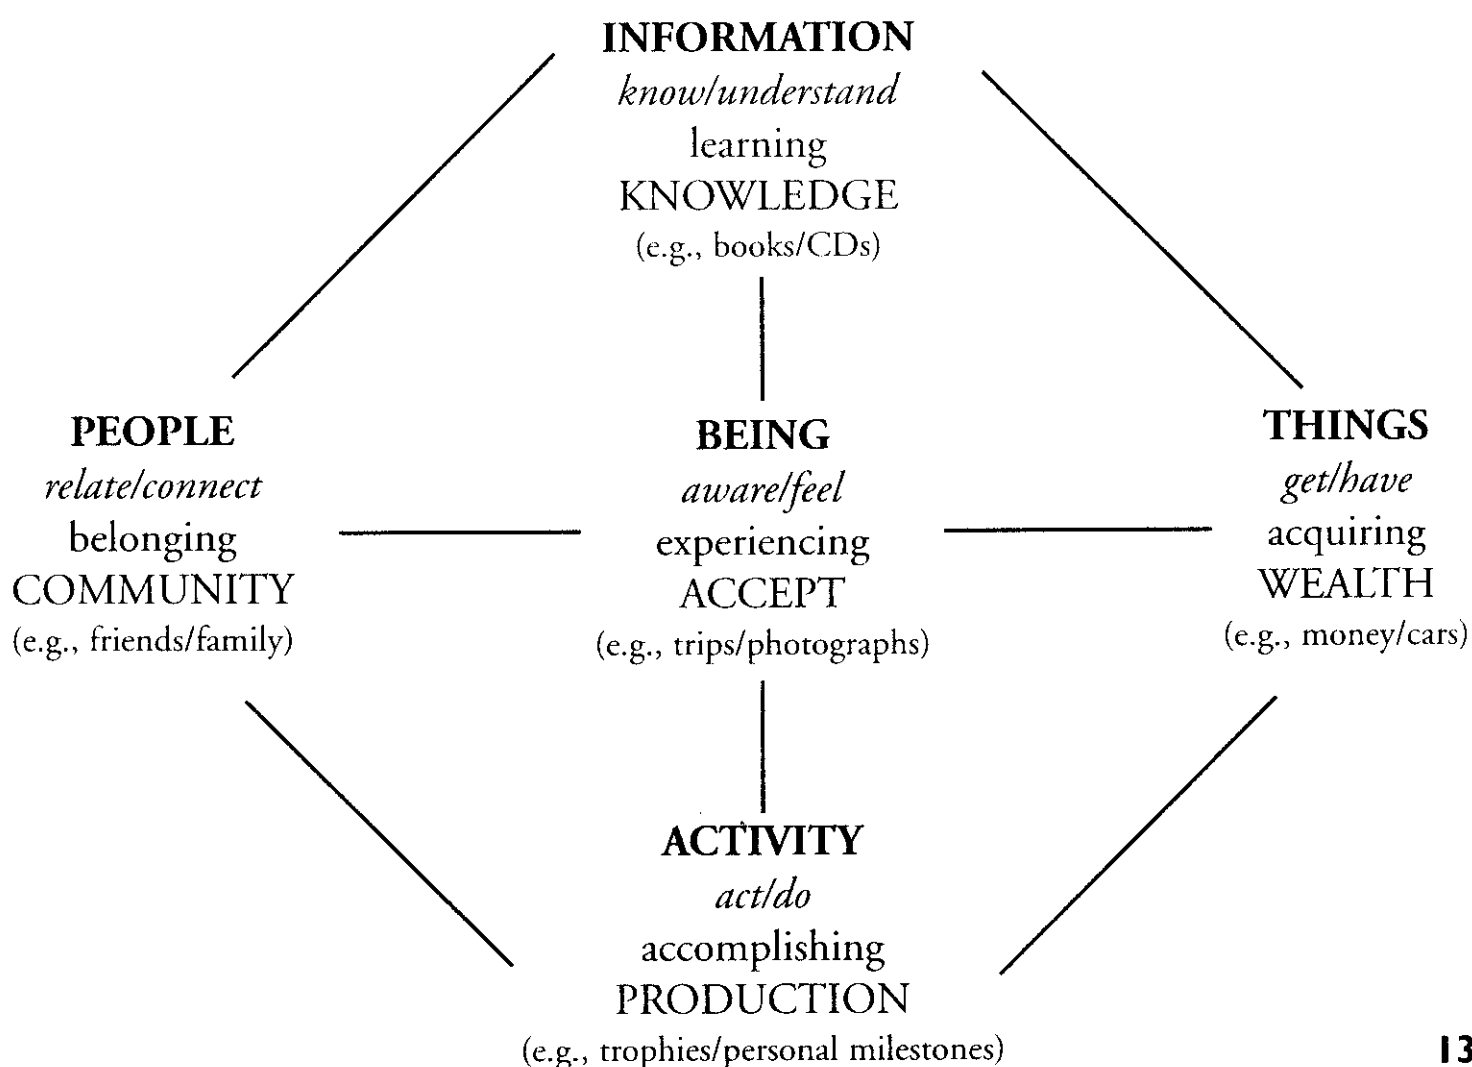 INFORMATION
know/understand
learning
KNOWLEDGE
(e.g., books/CDs)
PEOPLE
relate/connect
belonging
COMMUNITY
(e.g., friends/family)
BEING
aware/feel
experiencing
ACCEPT
(e.g., trips/photographs)
THINGS
get/have
acquiring
WEALTH
(e.g., money/cars)
ACTIVITY
act/do
accomplishing
PRODUCTION
(e.g., trophies/personal milestones)
13